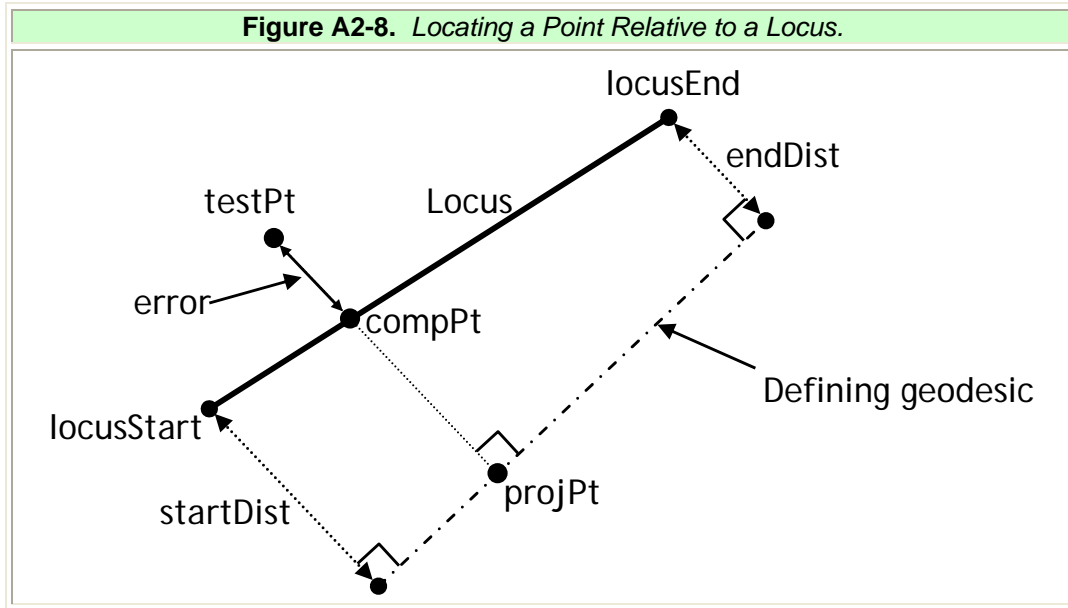 Figure A2-8. Locating a Point Relative to a Locus.
locusEnd
endDist
testPt
Locus
error
compPt
Defining geodesic
locusStart
projPt
startDist